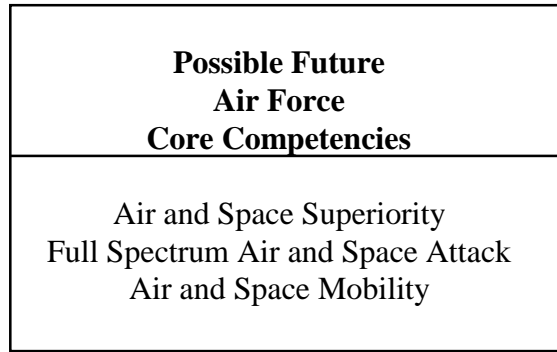 Possible Future
Air Force
Core Competencies
Air and Space Superiority
Full Spectrum Air and Space Attack
Air and Space Mobility